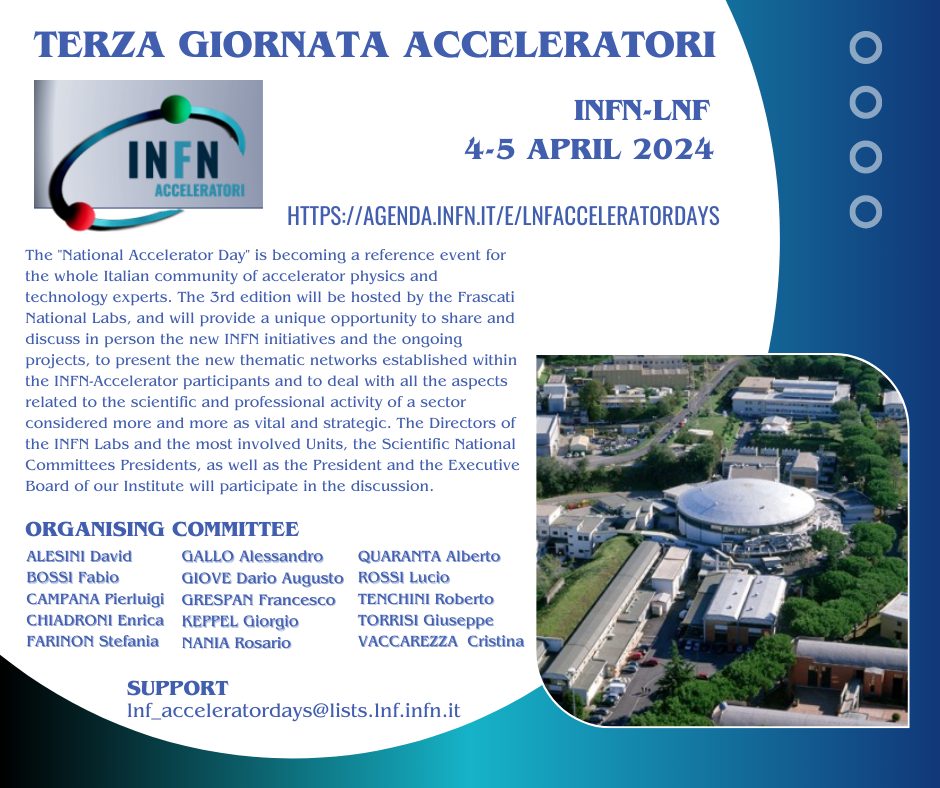 TERZA GIORNATA ACCELERATORI
INFN
ACCELERATORI
INFN-LNF
4-5 APRIL 2024
HTTPS://AGENDA.INFN.IT/E/LNFACCELERATORDAYS
The "National Accelerator Day" is becoming a reference event for
the whole Italian community of accelerator physics and
technology experts. The 3rd edition will be hosted by the Frascati
National Labs, and will provide a unique opportunity to share and
discuss in person the new INFN initiatives and the ongoing
projects, to present the new thematic networks established within
the INFN-Accelerator participants and to deal with all the aspects
related to the scientific and professional activity of a sector
considered more and more as vital and strategic. The Directors of
the INFN Labs and the most involved Units, the Scientific National
Committees Presidents, as well as the President and the Executive
Board of our Institute will participate in the discussion.
ORGANISING COMMITTEE
ALESINI David
BOSSI Fabio
CAMPANA Pierluigi
CHIADRONI Enrica
FARINON Stefania
GALLO Alessandro
GIOVE Dario Augusto
GRESPAN Francesco
KEPPEL Giorgio
NANIA Rosario
QUARANTA Alberto
ROSSI Lucio
TENCHINI Roberto
TORRISI Giuseppe
VACCAREZZA Cristina
SUPPORT
lnf_acceleratordays@lists.lnf.infn.it